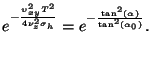 $e^{-\frac{v_{xy}^2 T^2}{4 v_z^2 \sigma_h}} = e^{-\frac{\tan^2(\alpha)}{\tan^2(\alpha_0)}}.$